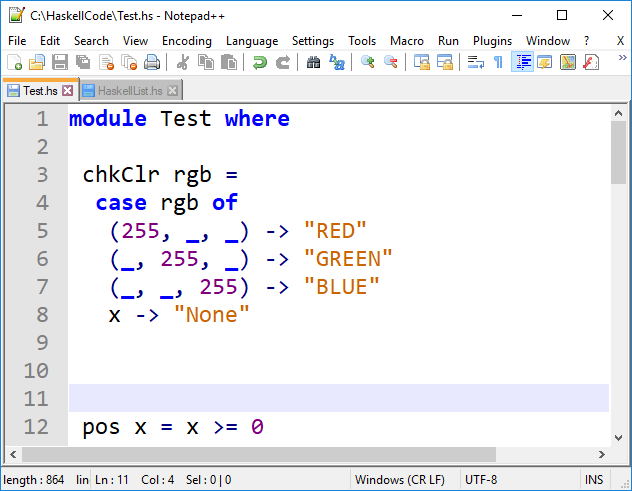 C:\HaskellCode\Test.hs - Notepad++
File Edit Search View Encoding Language Settings Tools Macro Run Plugins Window ? X
Test.hs HaskellList.hs
1 module Test where
2
3  chkClr rgb =
4   case rgb of
5    (255, _, _) -> "RED"
6    (_, 255, _) -> "GREEN"
7    (_, _, 255) -> "BLUE"
8    x -> "None"
9
10
11
12  pos x = x >= 0
length : 864 lin Ln : 11 Col : 4 Sel : 0 | 0 Windows (CR LF) UTF-8 INS